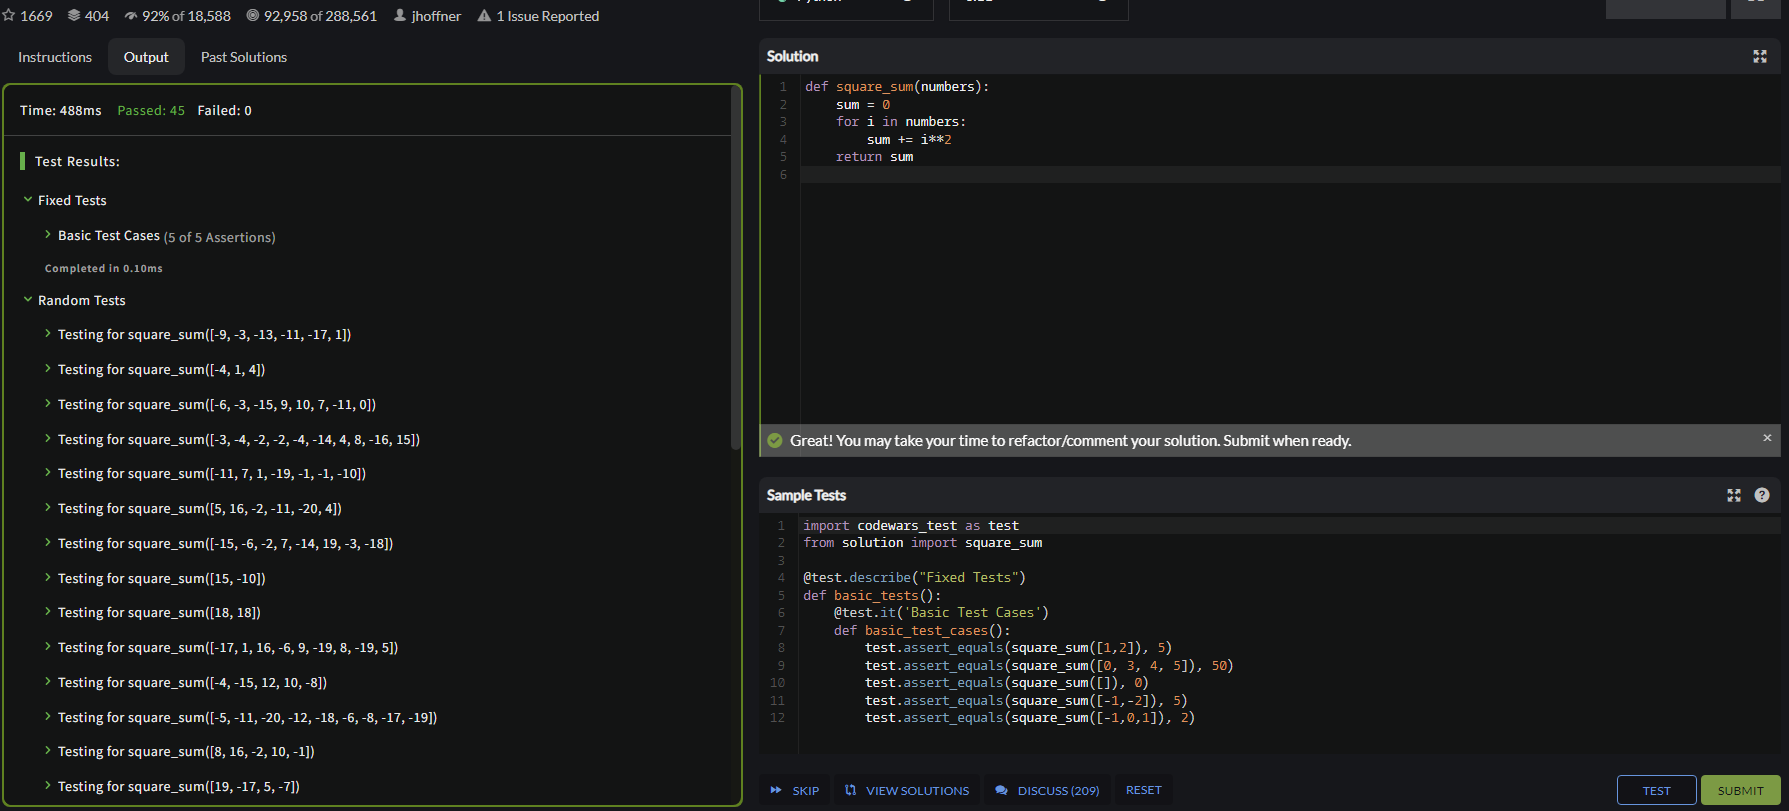 1669 404 92% of 18,588 92,958 of 288,561 jhoffner 1 Issue Reported
Instructions Output Past Solutions
Time: 488ms Passed: 45 Failed: 0
Test Results:
Fixed Tests
Basic Test Cases (5 of 5 Assertions)
Completed in 0.10ms
Random Tests
Testing for square_sum([-9, -3, -13, -11, -17, 1])
Testing for square_sum([-4, 1, 4])
Testing for square_sum([-6, -3, -15, 9, 10, 7, -11, 0])
Testing for square_sum([-3, -4, -2, -2, -4, -14, 4, 8, -16, 15])
Testing for square_sum([-11, 7, 1, -19, -1, -1, -10])
Testing for square_sum([5, 16, -2, -11, -20, 4])
Testing for square_sum([-15, -6, -2, 7, -14, 19, -3, -18])
Testing for square_sum([15, -10])
Testing for square_sum([18, 18])
Testing for square_sum([-17, 1, 16, -6, 9, -19, 8, -19, 5])
Testing for square_sum([-4, -15, 12, 10, -8])
Testing for square_sum([-5, -11, -20, -12, -18, -6, -8, -17, -19])
Testing for square_sum([8, 16, -2, 10, -1])
Testing for square_sum([19, -17, 5, -7])
Solution
1 def square_sum(numbers):
2 sum = 0
3 for i in numbers:
4 sum += i**2
5 return sum
6
Great! You may take your time to refactor/comment your solution. Submit when ready.
Sample Tests
1 import codewars_test as test
2 from solution import square_sum
3
4 @test.describe("Fixed Tests")
5 def basic_tests():
6 @test.it('Basic Test Cases')
7 def basic_test_cases():
8 test.assert_equals(square_sum([1,2]), 5)
9 test.assert_equals(square_sum([0, 3, 4, 5]), 50)
10 test.assert_equals(square_sum([]), 0)
11 test.assert_equals(square_sum([-1,-2]), 5)
12 test.assert_equals(square_sum([-1,0,1]), 2)
SKIP VIEW SOLUTIONS DISCUSS (209) RESET TEST SUBMIT